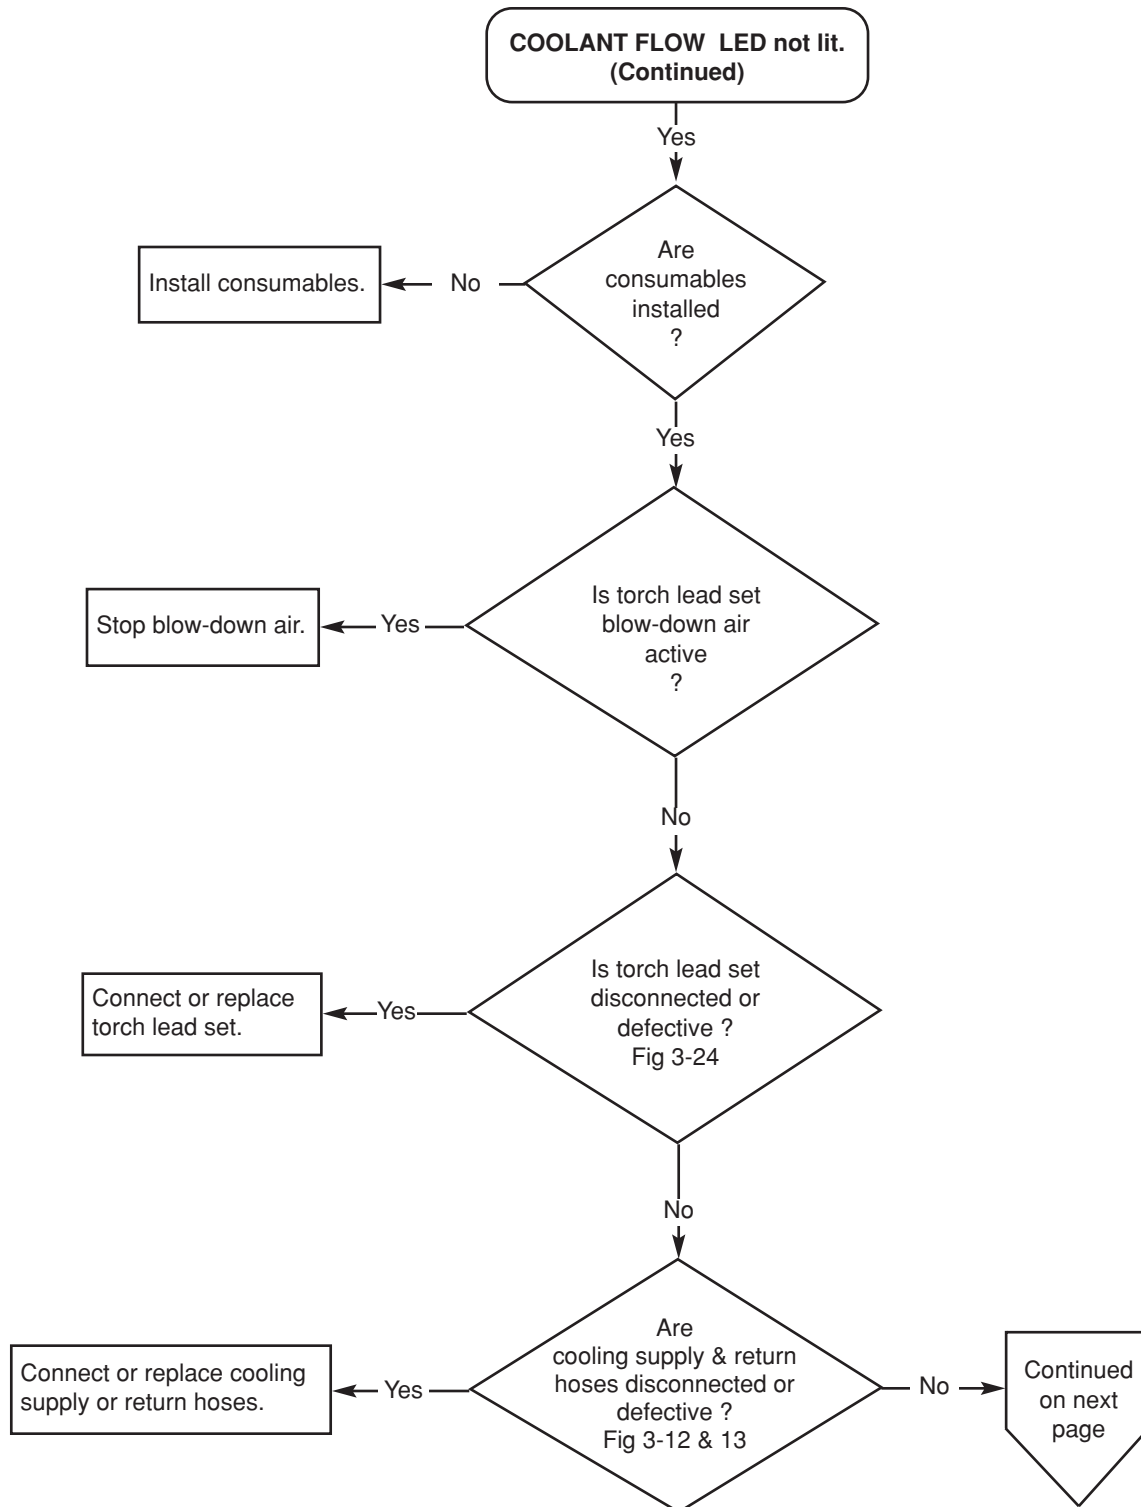 COOLANT FLOW LED not lit.
(Continued)
Yes
Are
consumables
installed
?
No
Install consumables.
Yes
Is torch lead set
blow-down air
active
?
Yes
Stop blow-down air.
No
Is torch lead set
disconnected or
defective ?
Fig 3-24
Yes
Connect or replace
torch lead set.
No
Are
cooling supply & return
hoses disconnected or
defective ?
Fig 3-12 & 13
Yes
Connect or replace cooling
supply or return hoses.
No
Continued
on next
page